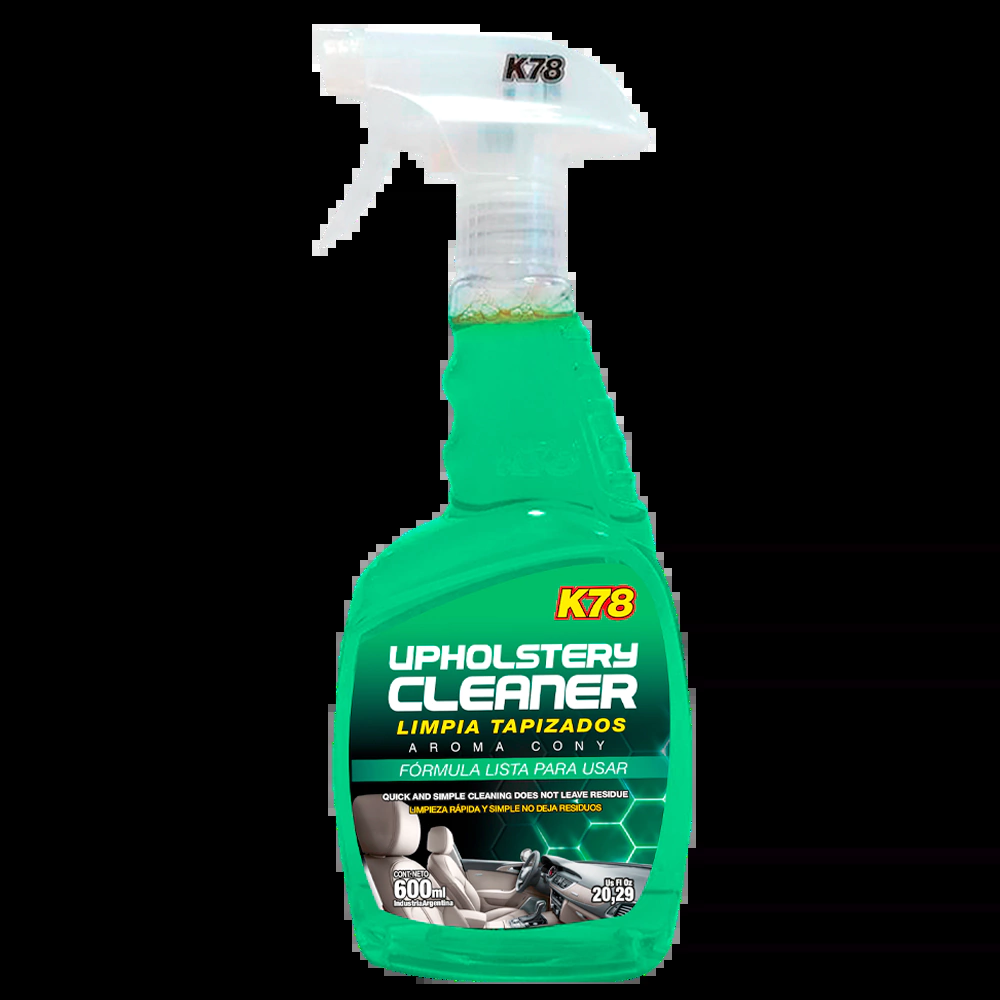 K78
K78
K78
UPHOLSTERY
CLEANER
LIMPIA TAPIZADOS
AROMA CONY
FÓRMULA LISTA PARA USAR
QUICK AND SIMPLE CLEANING DOES NOT LEAVE RESIDUE
LIMPIEZA RÁPIDA Y SIMPLE NO DEJA RESIDUOS
CONT. NETO
600ml
Industria Argentina
Us Fl Oz
20,29